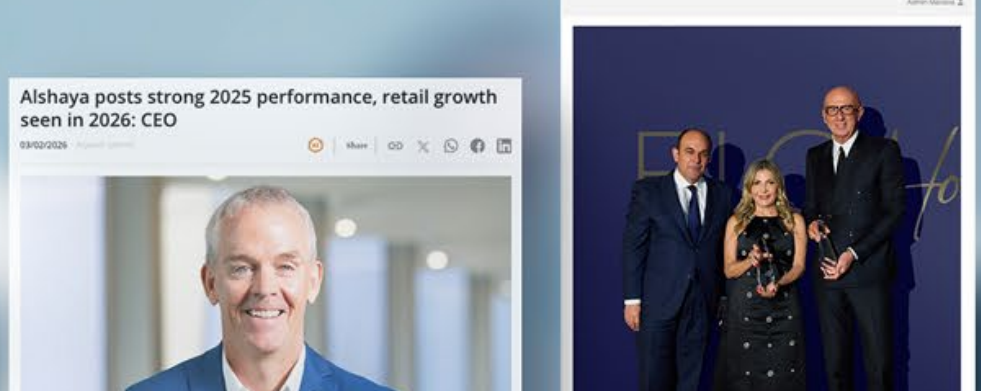 Alshaya posts strong 2025 performance, retail growth
seen in 2026: CEO
03/02/2026
Share